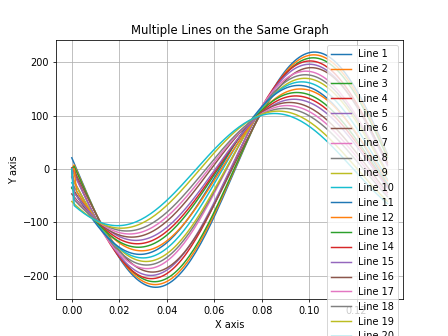 Multiple Lines on the Same Graph
Y axis
200
100
0
−100
−200
0.00
0.02
0.04
0.06
0.08
0.10
X axis
Line 1
Line 2
Line 3
Line 4
Line 5
Line 6
Line 7
Line 8
Line 9
Line 10
Line 11
Line 12
Line 13
Line 14
Line 15
Line 16
Line 17
Line 18
Line 19
Line 20